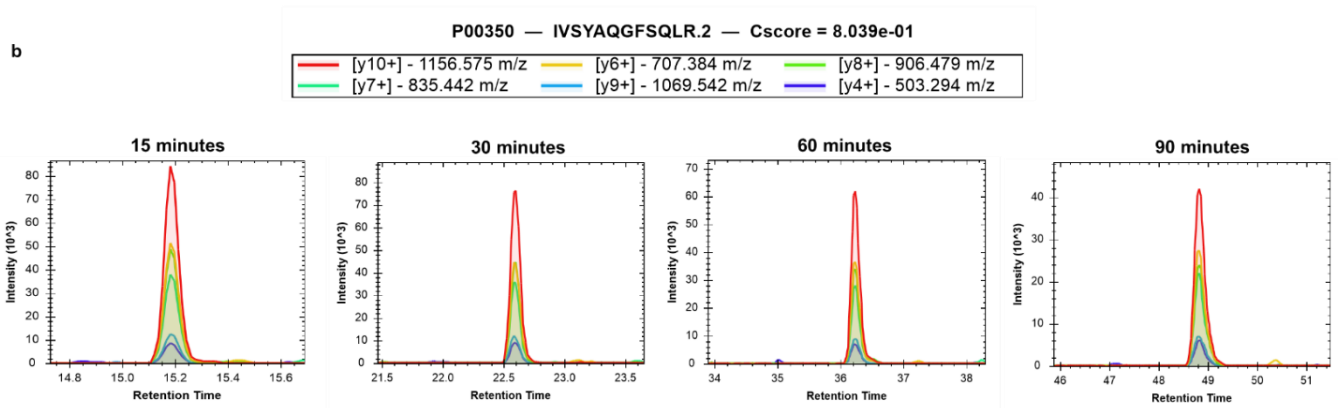 P00350 — IVSYAQGFSQLR.2 — Cscore = 8.039e-01
b
[y10+] - 1156.575 m/z [y6+] - 707.384 m/z [y8+] - 906.479 m/z
[y7+] - 835.442 m/z [y9+] - 1069.542 m/z [y4+] - 503.294 m/z
15 minutes
Intensity (10^3)
80
70
60
50
40
30
20
10
0
14.8 15.0 15.2 15.4 15.6
Retention Time
30 minutes
Intensity (10^3)
80
70
60
50
40
30
20
10
0
21.5 22.0 22.5 23.0 23.5
Retention Time
60 minutes
Intensity (10^3)
70
60
50
40
30
20
10
0
34 35 36 37 38
Retention Time
90 minutes
Intensity (10^3)
40
30
20
10
0
46 47 48 49 50 51
Retention Time